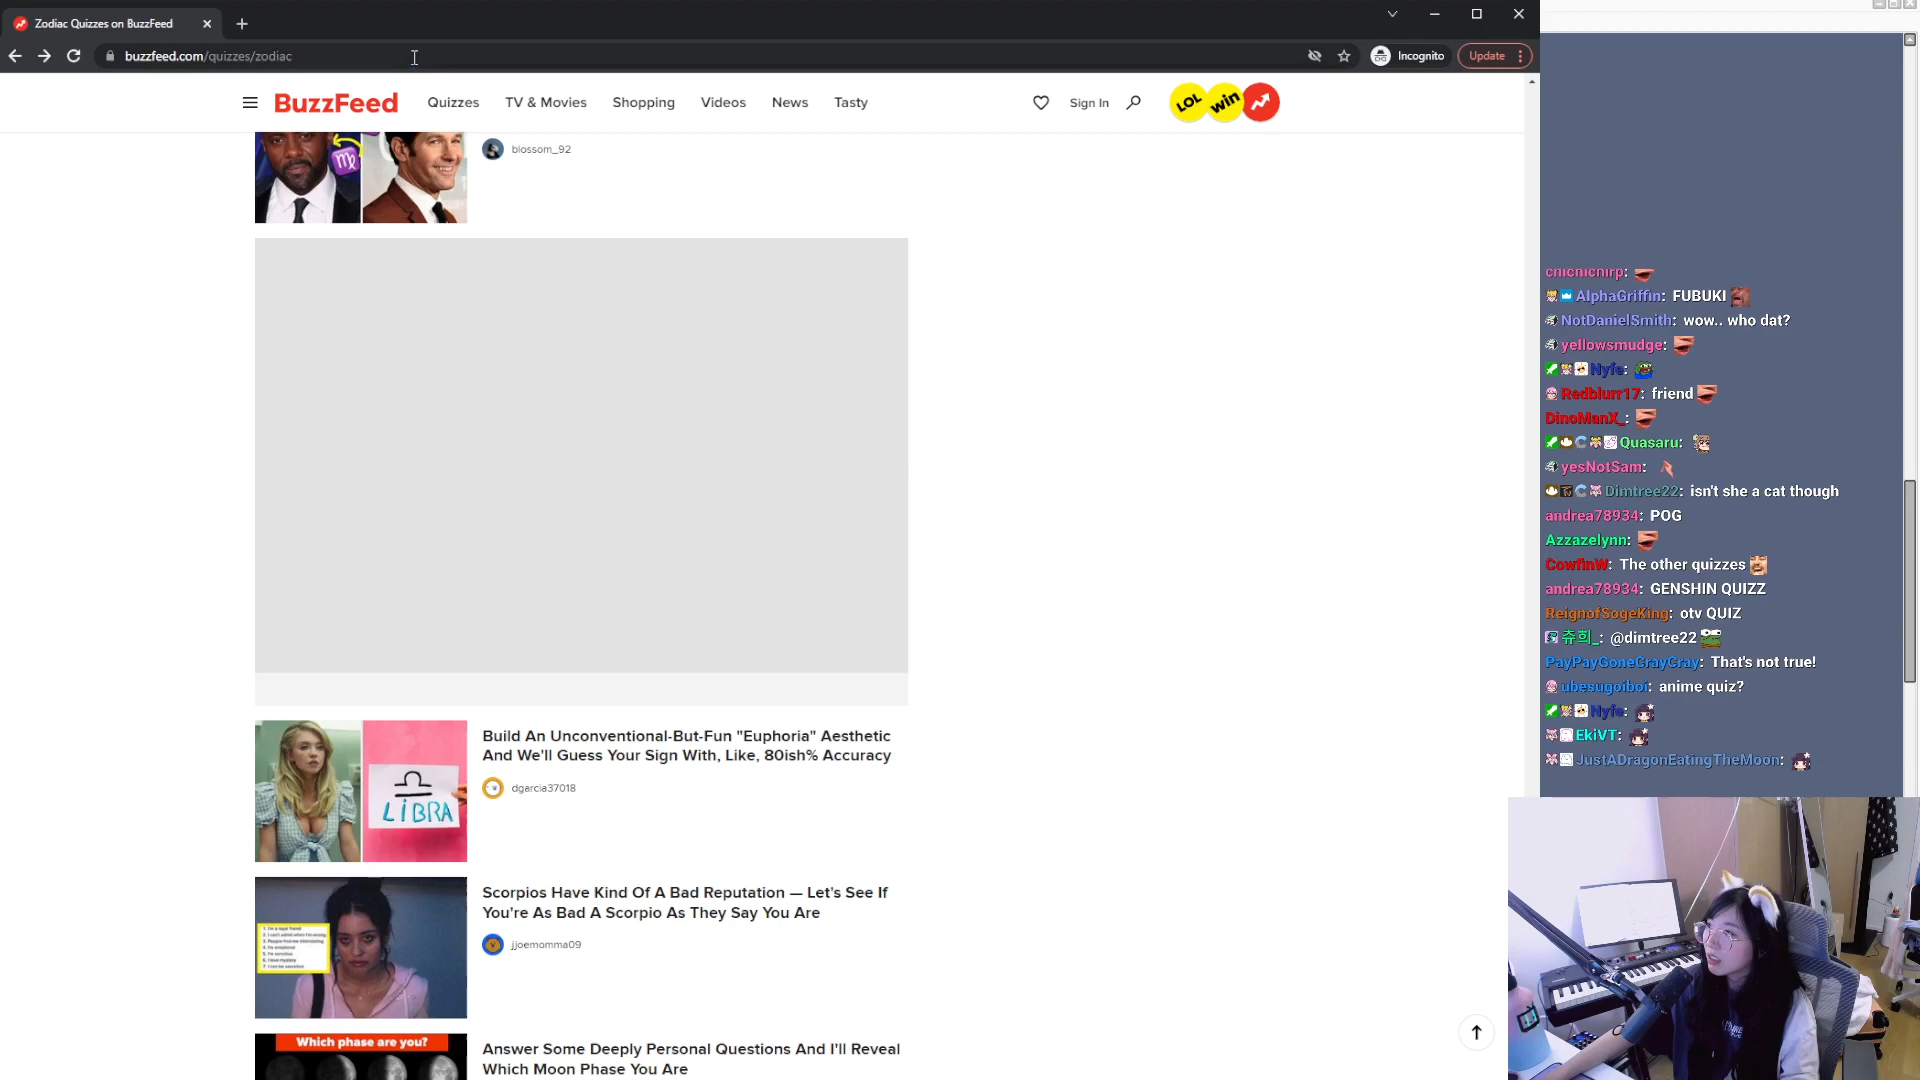 Zodiac Quizzes on BuzzFeed
buzzfeed.com/quizzes/zodiac
Incognito
Update
BuzzFeed
Quizzes
TV & Movies
Shopping
Videos
News
Tasty
Sign In
LOL
win
blossom_92
Build An Unconventional-But-Fun "Euphoria" Aesthetic
And We'll Guess Your Sign With, Like, 80ish% Accuracy
dgarcia37018
LiBRA
Scorpios Have Kind Of A Bad Reputation — Let's See If
You're As Bad A Scorpio As They Say You Are
jjoemomma09
Which phase are you?
Answer Some Deeply Personal Questions And I'll Reveal
Which Moon Phase You Are
cnicnicnirp:
AlphaGriffin: FUBUKI
NotDanielSmith: wow.. who dat?
yellowsmudge:
Nyfe:
Redblurr17: friend
DinoManX_:
Quasaru:
yesNotSam:
Dimtree22: isn't she a cat though
andrea78934: POG
Azzazelynn:
CowfinW: The other quizzes
andrea78934: GENSHIN QUIZZ
ReignofSogeKing: otv QUIZ
츄희_: @dimtree22
PayPayGoneCrayCray: That's not true!
ubesugoiboi: anime quiz?
Nyfe:
EkiVT:
JustADragonEatingTheMoon: